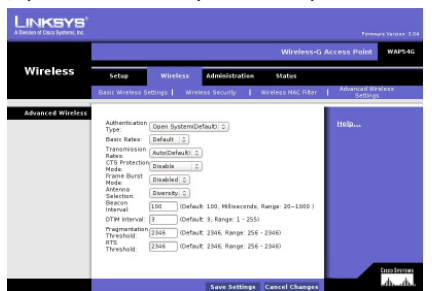 LINKSYS®
A Division of Cisco Systems, Inc.
Firmware Version: 3.04
Wireless-G Access Point WAP54G
Wireless
Setup Wireless Administration Status
Basic Wireless Settings | Wireless Security | Wireless MAC Filter | Advanced Wireless Settings
Advanced Wireless
Help...
Authentication Type: Open System(Default)
Basic Rates: Default
Transmission Rates: Auto(Default)
CTS Protection Mode: Disable
Frame Burst Mode: Disabled
Antenna Selection Diversity
Beacon Interval: 100 (Default: 100, Milliseconds, Range: 20~1000 )
DTIM Interval: 3 (Default: 3, Range: 1 - 255)
Fragmentation Threshold: 2346 (Default: 2346, Range: 256 - 2346)
RTS Threshold: 2346 (Default: 2346, Range: 256 - 2346)
Save Settings Cancel Changes
Cisco Systems